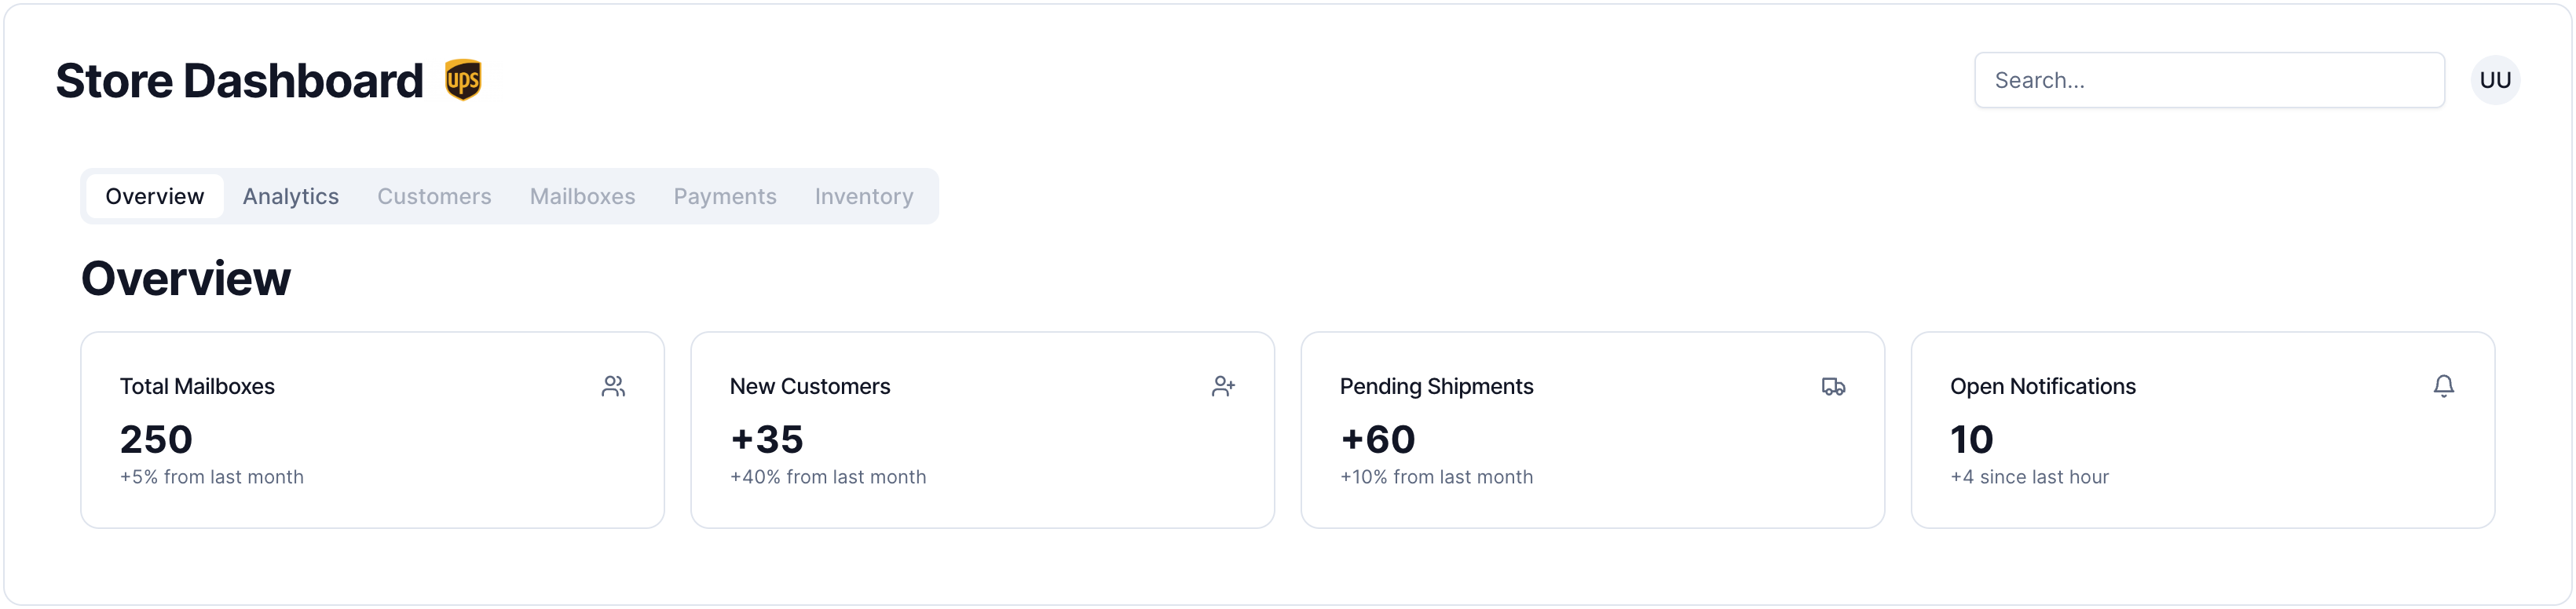 Store Dashboard ups
Search...
UU
Overview Analytics Customers Mailboxes Payments Inventory
Overview
Total Mailboxes
250
+5% from last month
New Customers
+35
+40% from last month
Pending Shipments
+60
+10% from last month
Open Notifications
10
+4 since last hour